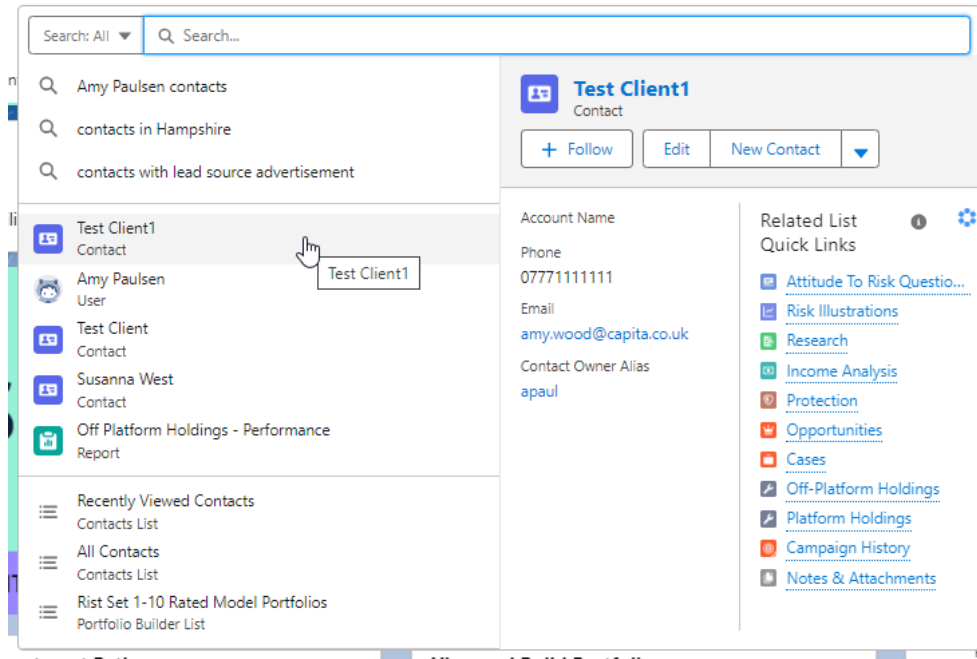 Search: All
Search...
Amy Paulsen contacts
contacts in Hampshire
contacts with lead source advertisement
Test Client1
Contact
Test Client1
Amy Paulsen
User
Test Client
Contact
Susanna West
Contact
Off Platform Holdings - Performance
Report
Recently Viewed Contacts
Contacts List
All Contacts
Contacts List
Rist Set 1-10 Rated Model Portfolios
Portfolio Builder List
Test Client1
Contact
+ Follow
Edit
New Contact
Account Name
Phone
07771111111
Email
amy.wood@capita.co.uk
Contact Owner Alias
apaul
Related List
Quick Links
Attitude To Risk Questio...
Risk Illustrations
Research
Income Analysis
Protection
Opportunities
Cases
Off-Platform Holdings
Platform Holdings
Campaign History
Notes & Attachments